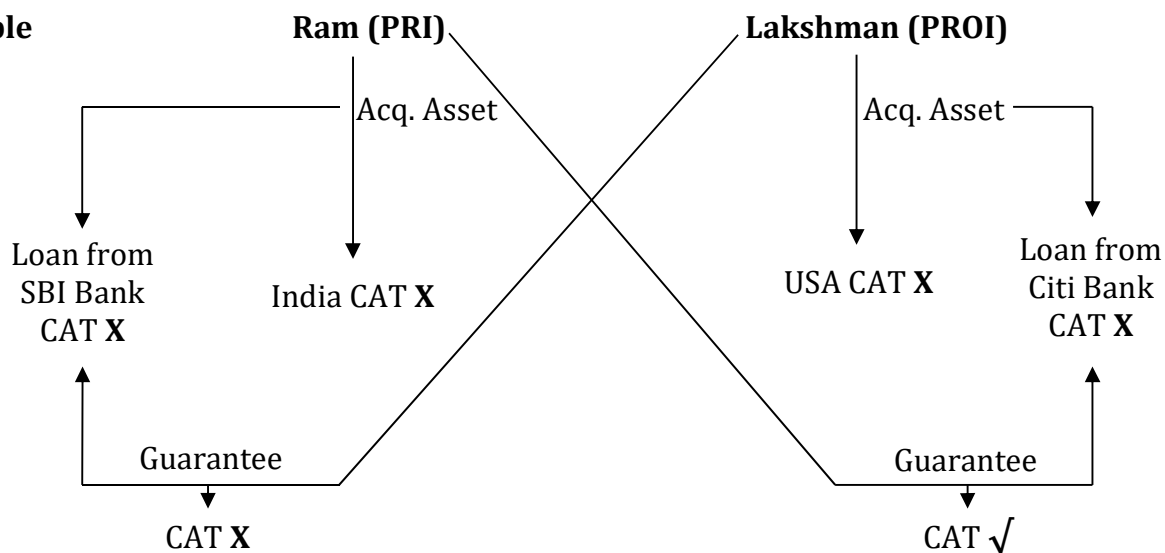 Ram (PRI)
Lakshman (PROI)
Acq. Asset
Acq. Asset
Loan from
SBI Bank
CAT X
India CAT X
USA CAT X
Loan from
Citi Bank
CAT X
Guarantee
CAT X
Guarantee
CAT √